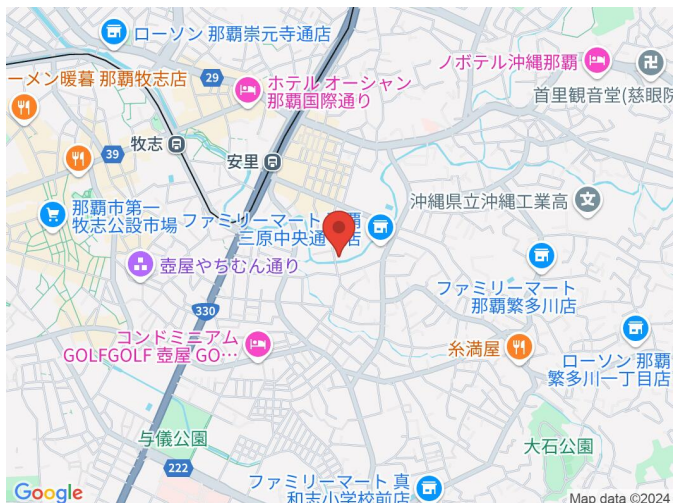 ローソン 那覇崇元寺通店
ノボテル沖縄那覇
ーメン暖暮 那覇牧志店
29
ホテル オーシャン
那覇国際通り
首里観音堂(慈眼院
39
牧志
安里
沖縄県立沖縄工業高
那覇市第一
牧志公設市場
ファミリーマート
三原中央通
店
壺屋やちむん通り
ファミリーマート
那覇繁多川店
330
コンドミニアム
GOLFGOLF 壺屋 GO…
糸満屋
ローソン 那覇
繁多川一丁目店
与儀公園
大石公園
222
ファミリーマート 真
和志小学校前店
Google
Map data ©2024